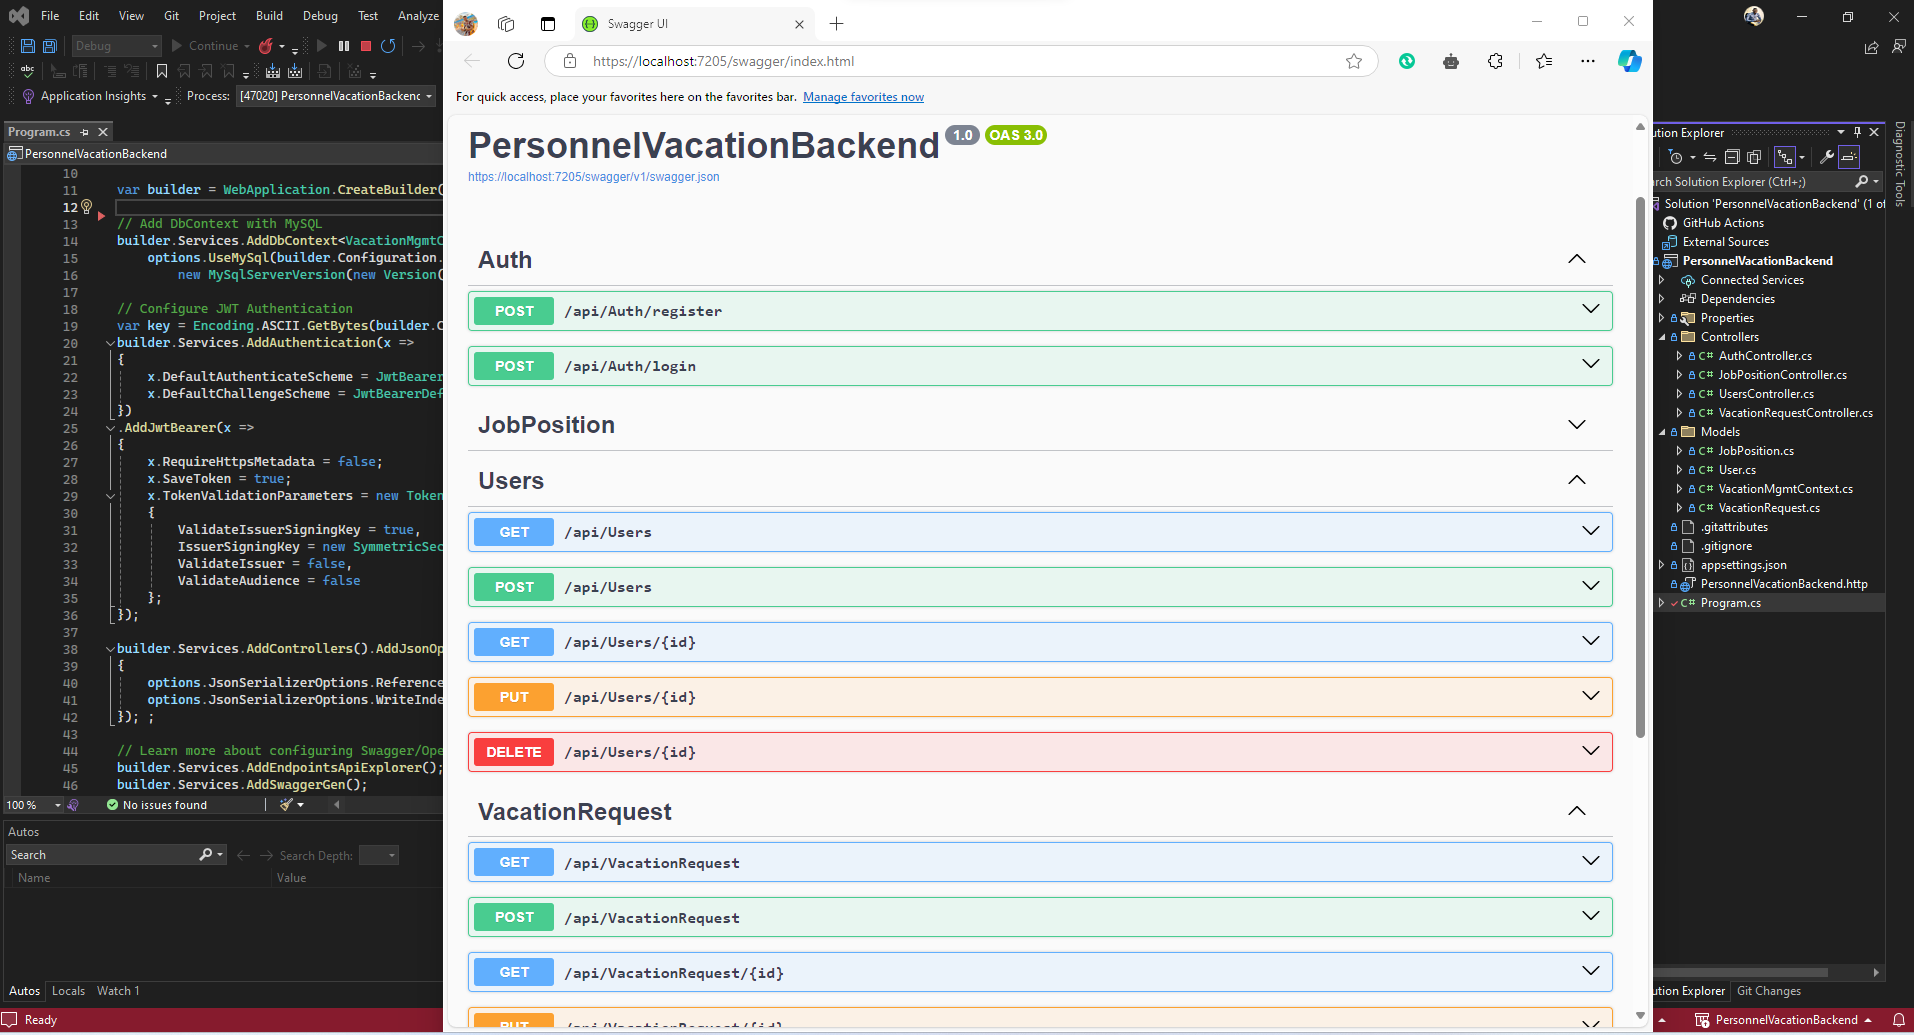 File Edit View Git Project Build Debug Test Analyze
Debug Continue
Application Insights Process: [47020] PersonnelVacationBackend
Program.cs
PersonnelVacationBackend
10
11 var builder = WebApplication.CreateBuilder(
12
13 // Add DbContext with MySQL
14 builder.Services.AddDbContext<VacationMgmtC
15 options.UseMySql(builder.Configuration.
16 new MySqlServerVersion(new Version(
17
18 // Configure JWT Authentication
19 var key = Encoding.ASCII.GetBytes(builder.C
20 builder.Services.AddAuthentication(x =>
21 {
22 x.DefaultAuthenticateScheme = JwtBearer
23 x.DefaultChallengeScheme = JwtBearerDef
24 })
25 .AddJwtBearer(x =>
26 {
27 x.RequireHttpsMetadata = false;
28 x.SaveToken = true;
29 x.TokenValidationParameters = new Token
30 {
31 ValidateIssuerSigningKey = true,
32 IssuerSigningKey = new SymmetricSec
33 ValidateIssuer = false,
34 ValidateAudience = false
35 };
36 });
37
38 builder.Services.AddControllers().AddJsonOp
39 {
40 options.JsonSerializerOptions.Reference
41 options.JsonSerializerOptions.WriteInde
42 }); ;
43
44 // Learn more about configuring Swagger/Ope
45 builder.Services.AddEndpointsApiExplorer();
46 builder.Services.AddSwaggerGen();
100 % No issues found
Autos
Search Search Depth:
Name Value
Autos Locals Watch 1
Ready
Swagger UI
https://localhost:7205/swagger/index.html
For quick access, place your favorites here on the favorites bar. Manage favorites now
PersonnelVacationBackend 1.0 OAS 3.0
https://localhost:7205/swagger/v1/swagger.json
Auth
POST /api/Auth/register
POST /api/Auth/login
JobPosition
Users
GET /api/Users
POST /api/Users
GET /api/Users/{id}
PUT /api/Users/{id}
DELETE /api/Users/{id}
VacationRequest
GET /api/VacationRequest
POST /api/VacationRequest
GET /api/VacationRequest/{id}
PUT /api/VacationRequest/{id}
ution Explorer
rch Solution Explorer (Ctrl+;)
Solution 'PersonnelVacationBackend' (1 of
GitHub Actions
External Sources
PersonnelVacationBackend
Connected Services
Dependencies
Properties
Controllers
C# AuthController.cs
C# JobPositionController.cs
C# UsersController.cs
C# VacationRequestController.cs
Models
C# JobPosition.cs
C# User.cs
C# VacationMgmtContext.cs
C# VacationRequest.cs
.gitattributes
.gitignore
appsettings.json
PersonnelVacationBackend.http
C# Program.cs
ution Explorer Git Changes
PersonnelVacationBackend
Diagnostic Tools